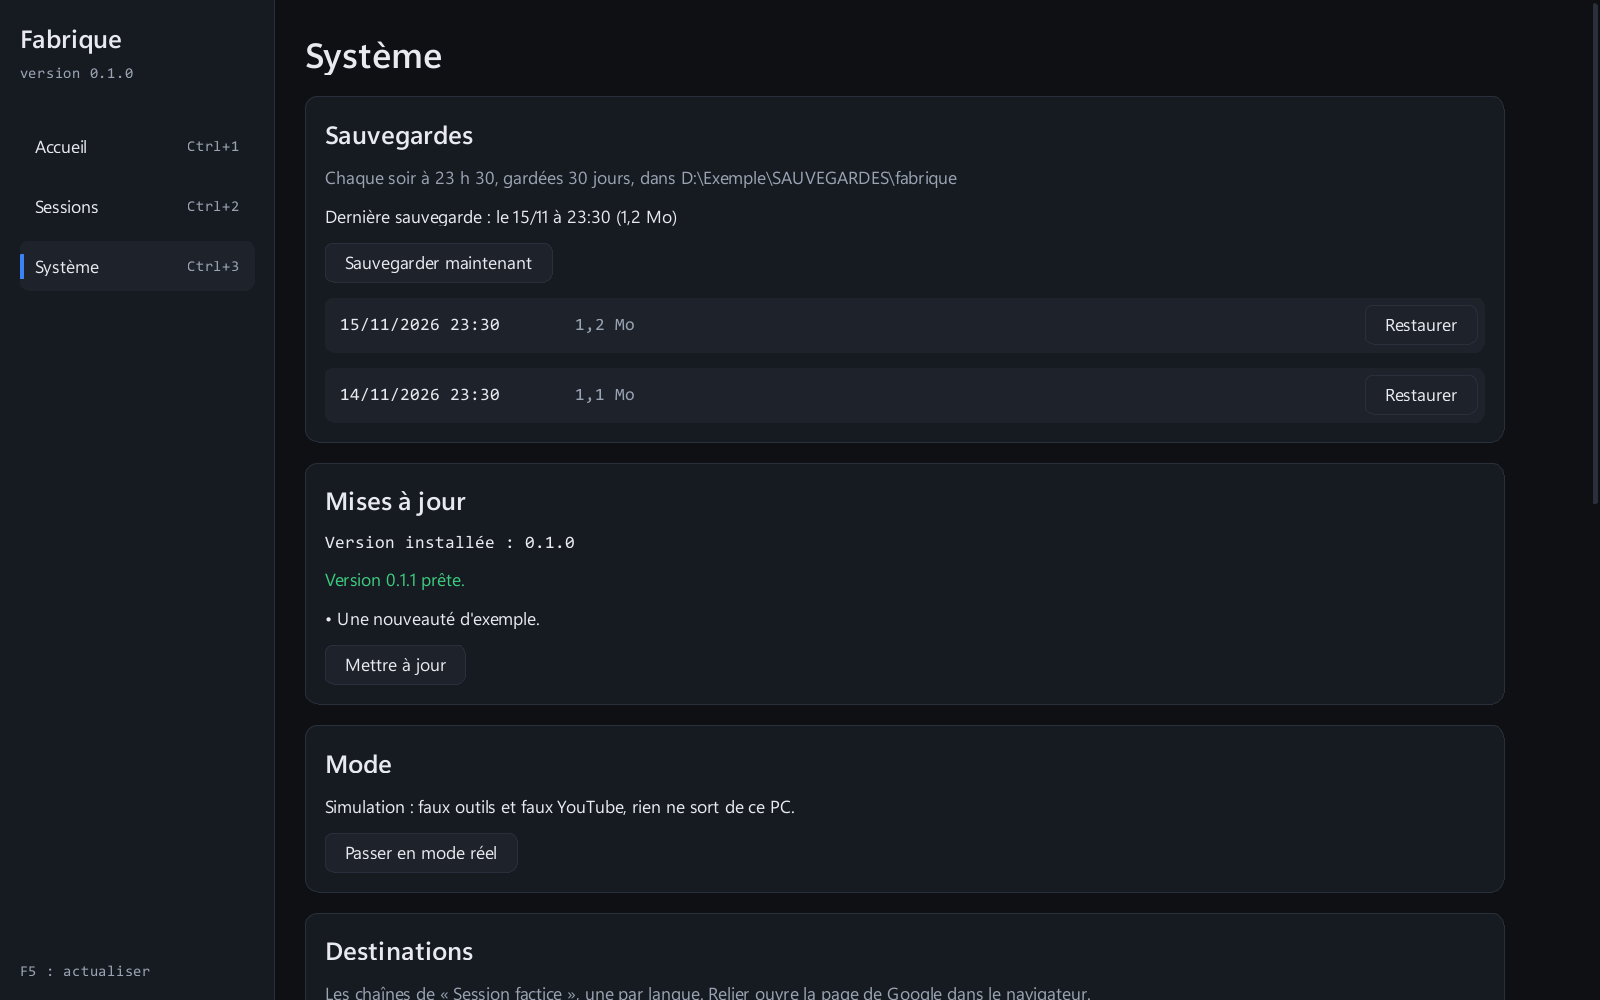 Fabrique
version 0.1.0
Accueil Ctrl+1
Sessions Ctrl+2
Système Ctrl+3
F5 : actualiser
Système
Sauvegardes
Chaque soir à 23 h 30, gardées 30 jours, dans D:\Exemple\SAUVEGARDES\fabrique
Dernière sauvegarde : le 15/11 à 23:30 (1,2 Mo)
Sauvegarder maintenant
15/11/2026 23:30 1,2 Mo Restaurer
14/11/2026 23:30 1,1 Mo Restaurer
Mises à jour
Version installée : 0.1.0
Version 0.1.1 prête.
• Une nouveauté d'exemple.
Mettre à jour
Mode
Simulation : faux outils et faux YouTube, rien ne sort de ce PC.
Passer en mode réel
Destinations
Les chaînes de « Session factice », une par langue. Relier ouvre la page de Google dans le navigateur.